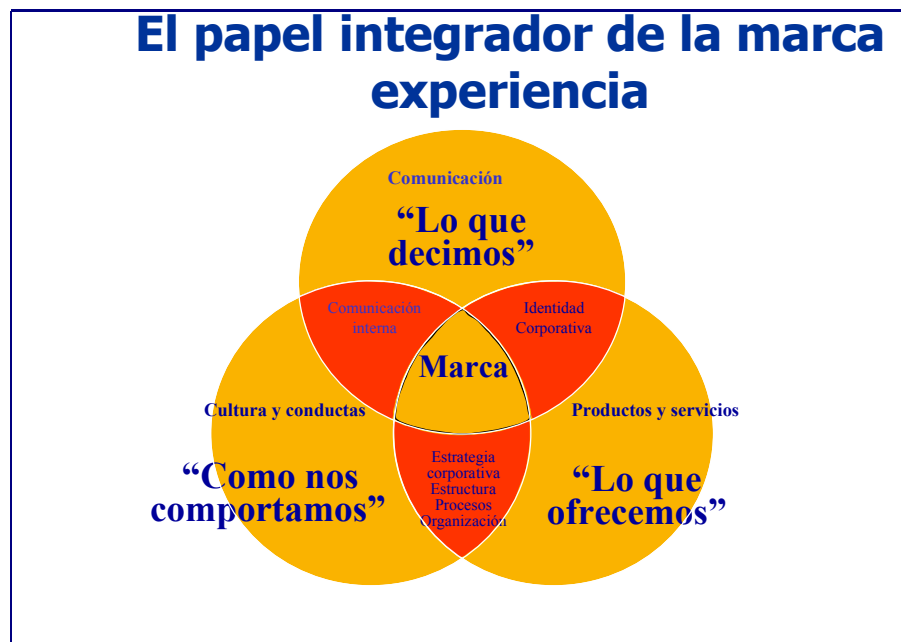 El papel integrador de la marca
experiencia
Comunicación
“Lo que
decimos”
Comunicación
interna
Identidad
Corporativa
Marca
Cultura y conductas
Productos y servicios
“Como nos
comportamos”
Estrategia
corporativa
Estructura
Procesos
Organización
“Lo que
ofrecemos”